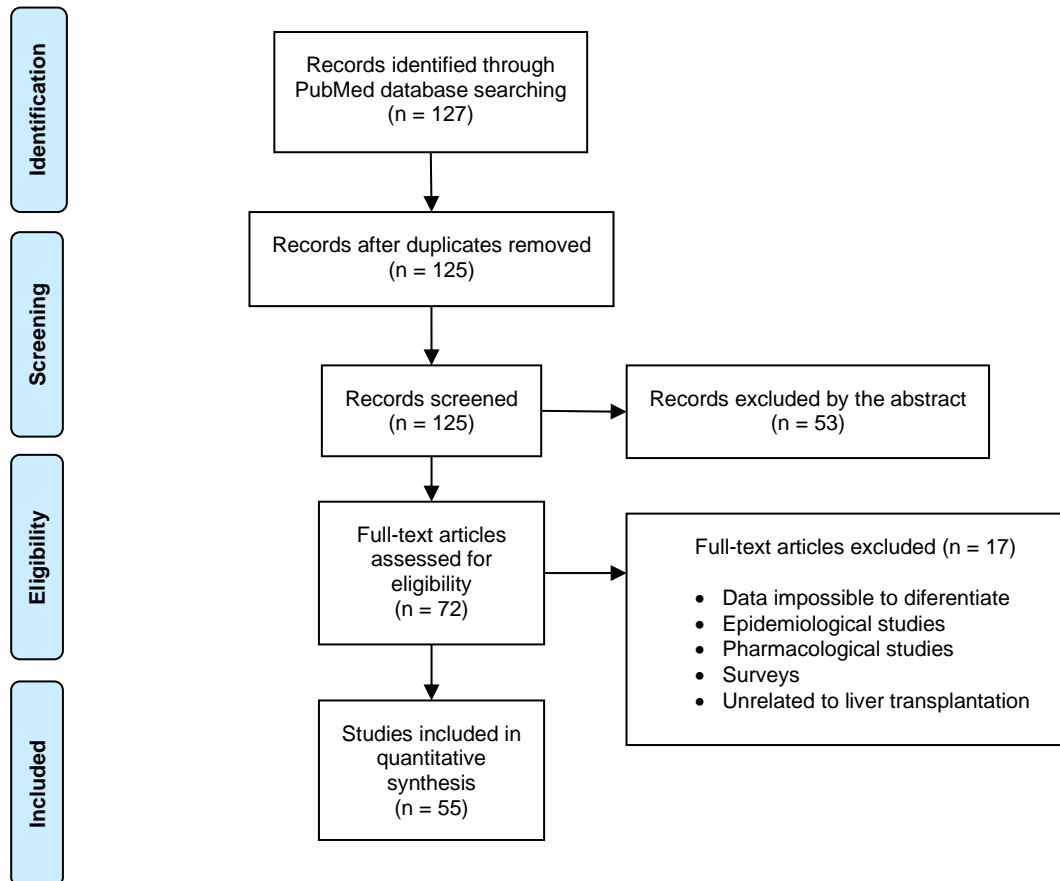 Identification
Records identified through
PubMed database searching
(n = 127)
Records after duplicates removed
(n = 125)
Screening
Records screened
(n = 125)
Records excluded by the abstract
(n = 53)
Eligibility
Full-text articles
assessed for
eligibility
(n = 72)
Full-text articles excluded (n = 17)
• Data impossible to diferentiate
• Epidemiological studies
• Pharmacological studies
• Surveys
• Unrelated to liver transplantation
Included
Studies included in
quantitative
synthesis
(n = 55)